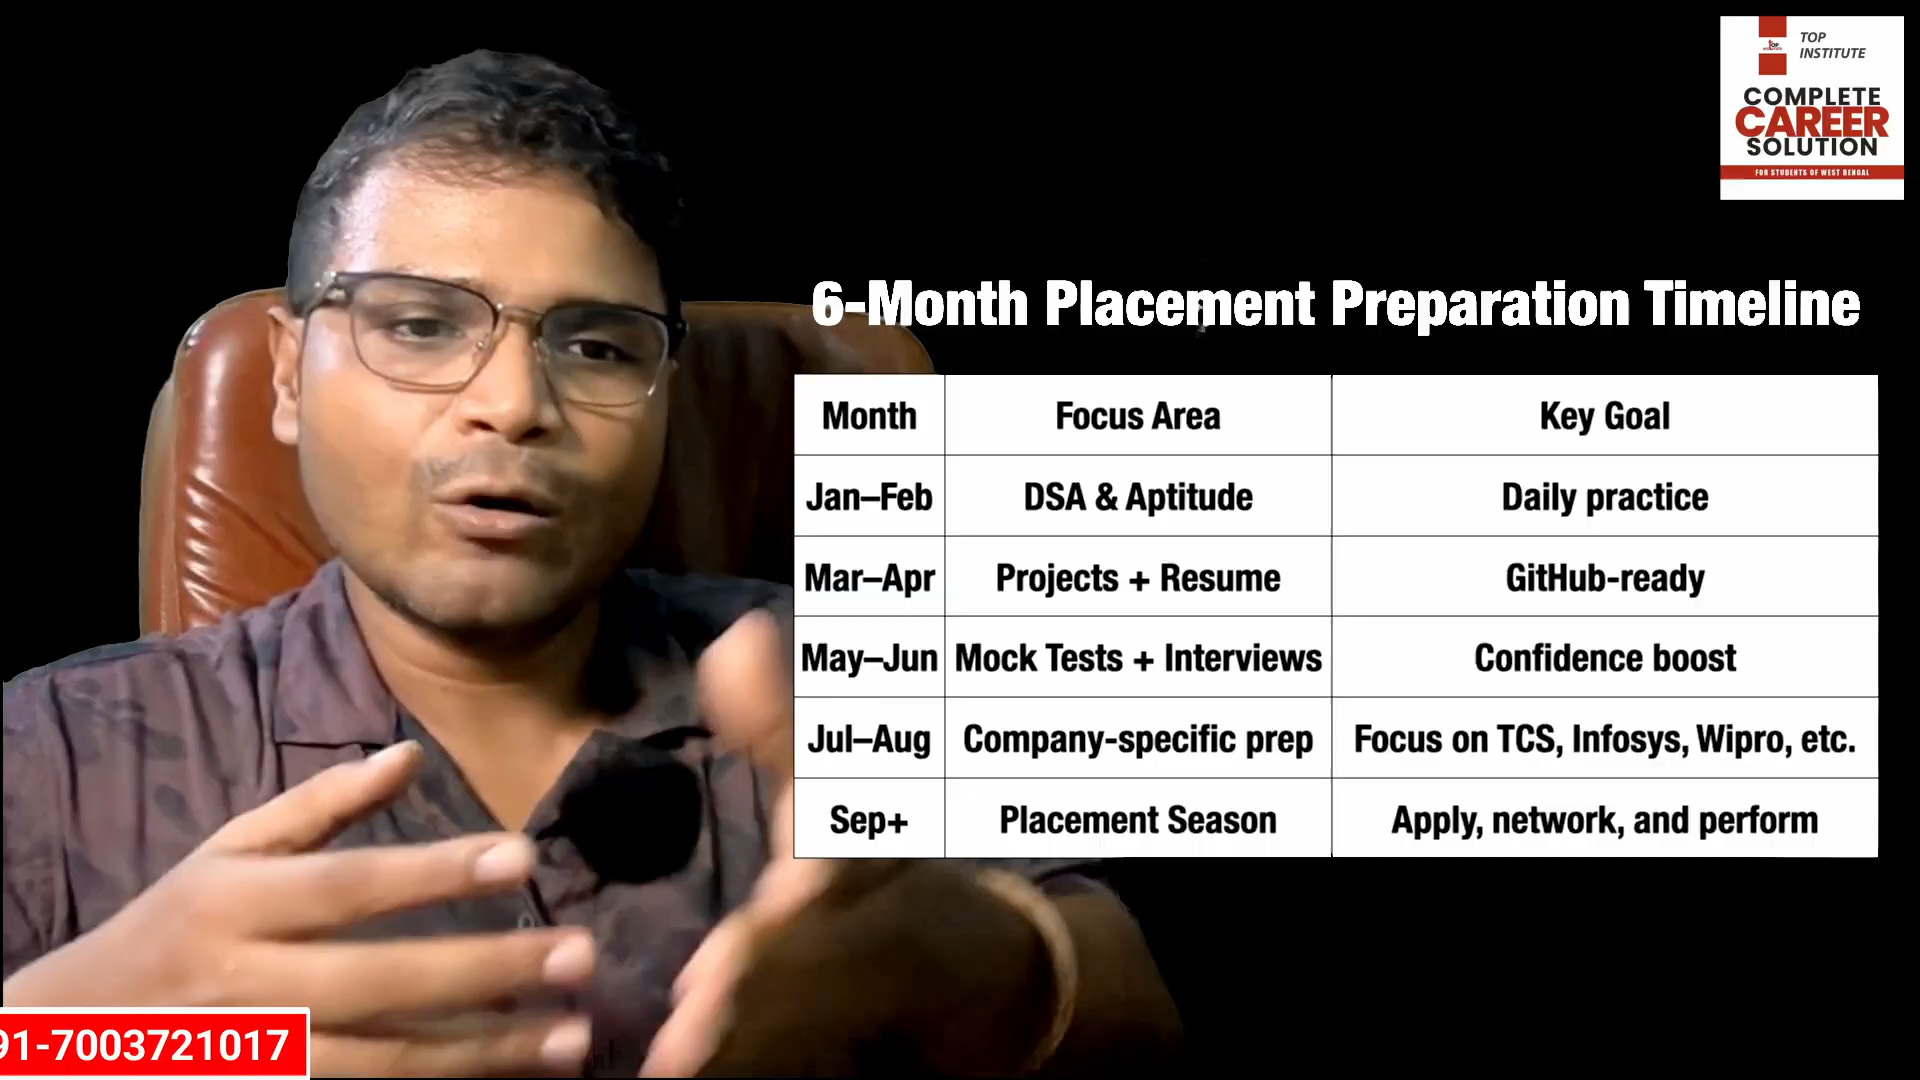 TOP
INSTITUTE
COMPLETE
CAREER
SOLUTION
FOR STUDENTS OF WEST BENGAL
6-Month Placement Preparation Timeline
Month Focus Area Key Goal
Jan–Feb DSA & Aptitude Daily practice
Mar–Apr Projects + Resume GitHub-ready
May–Jun Mock Tests + Interviews Confidence boost
Jul–Aug Company-specific prep Focus on TCS, Infosys, Wipro, etc.
Sep+ Placement Season Apply, network, and perform
91-7003721017